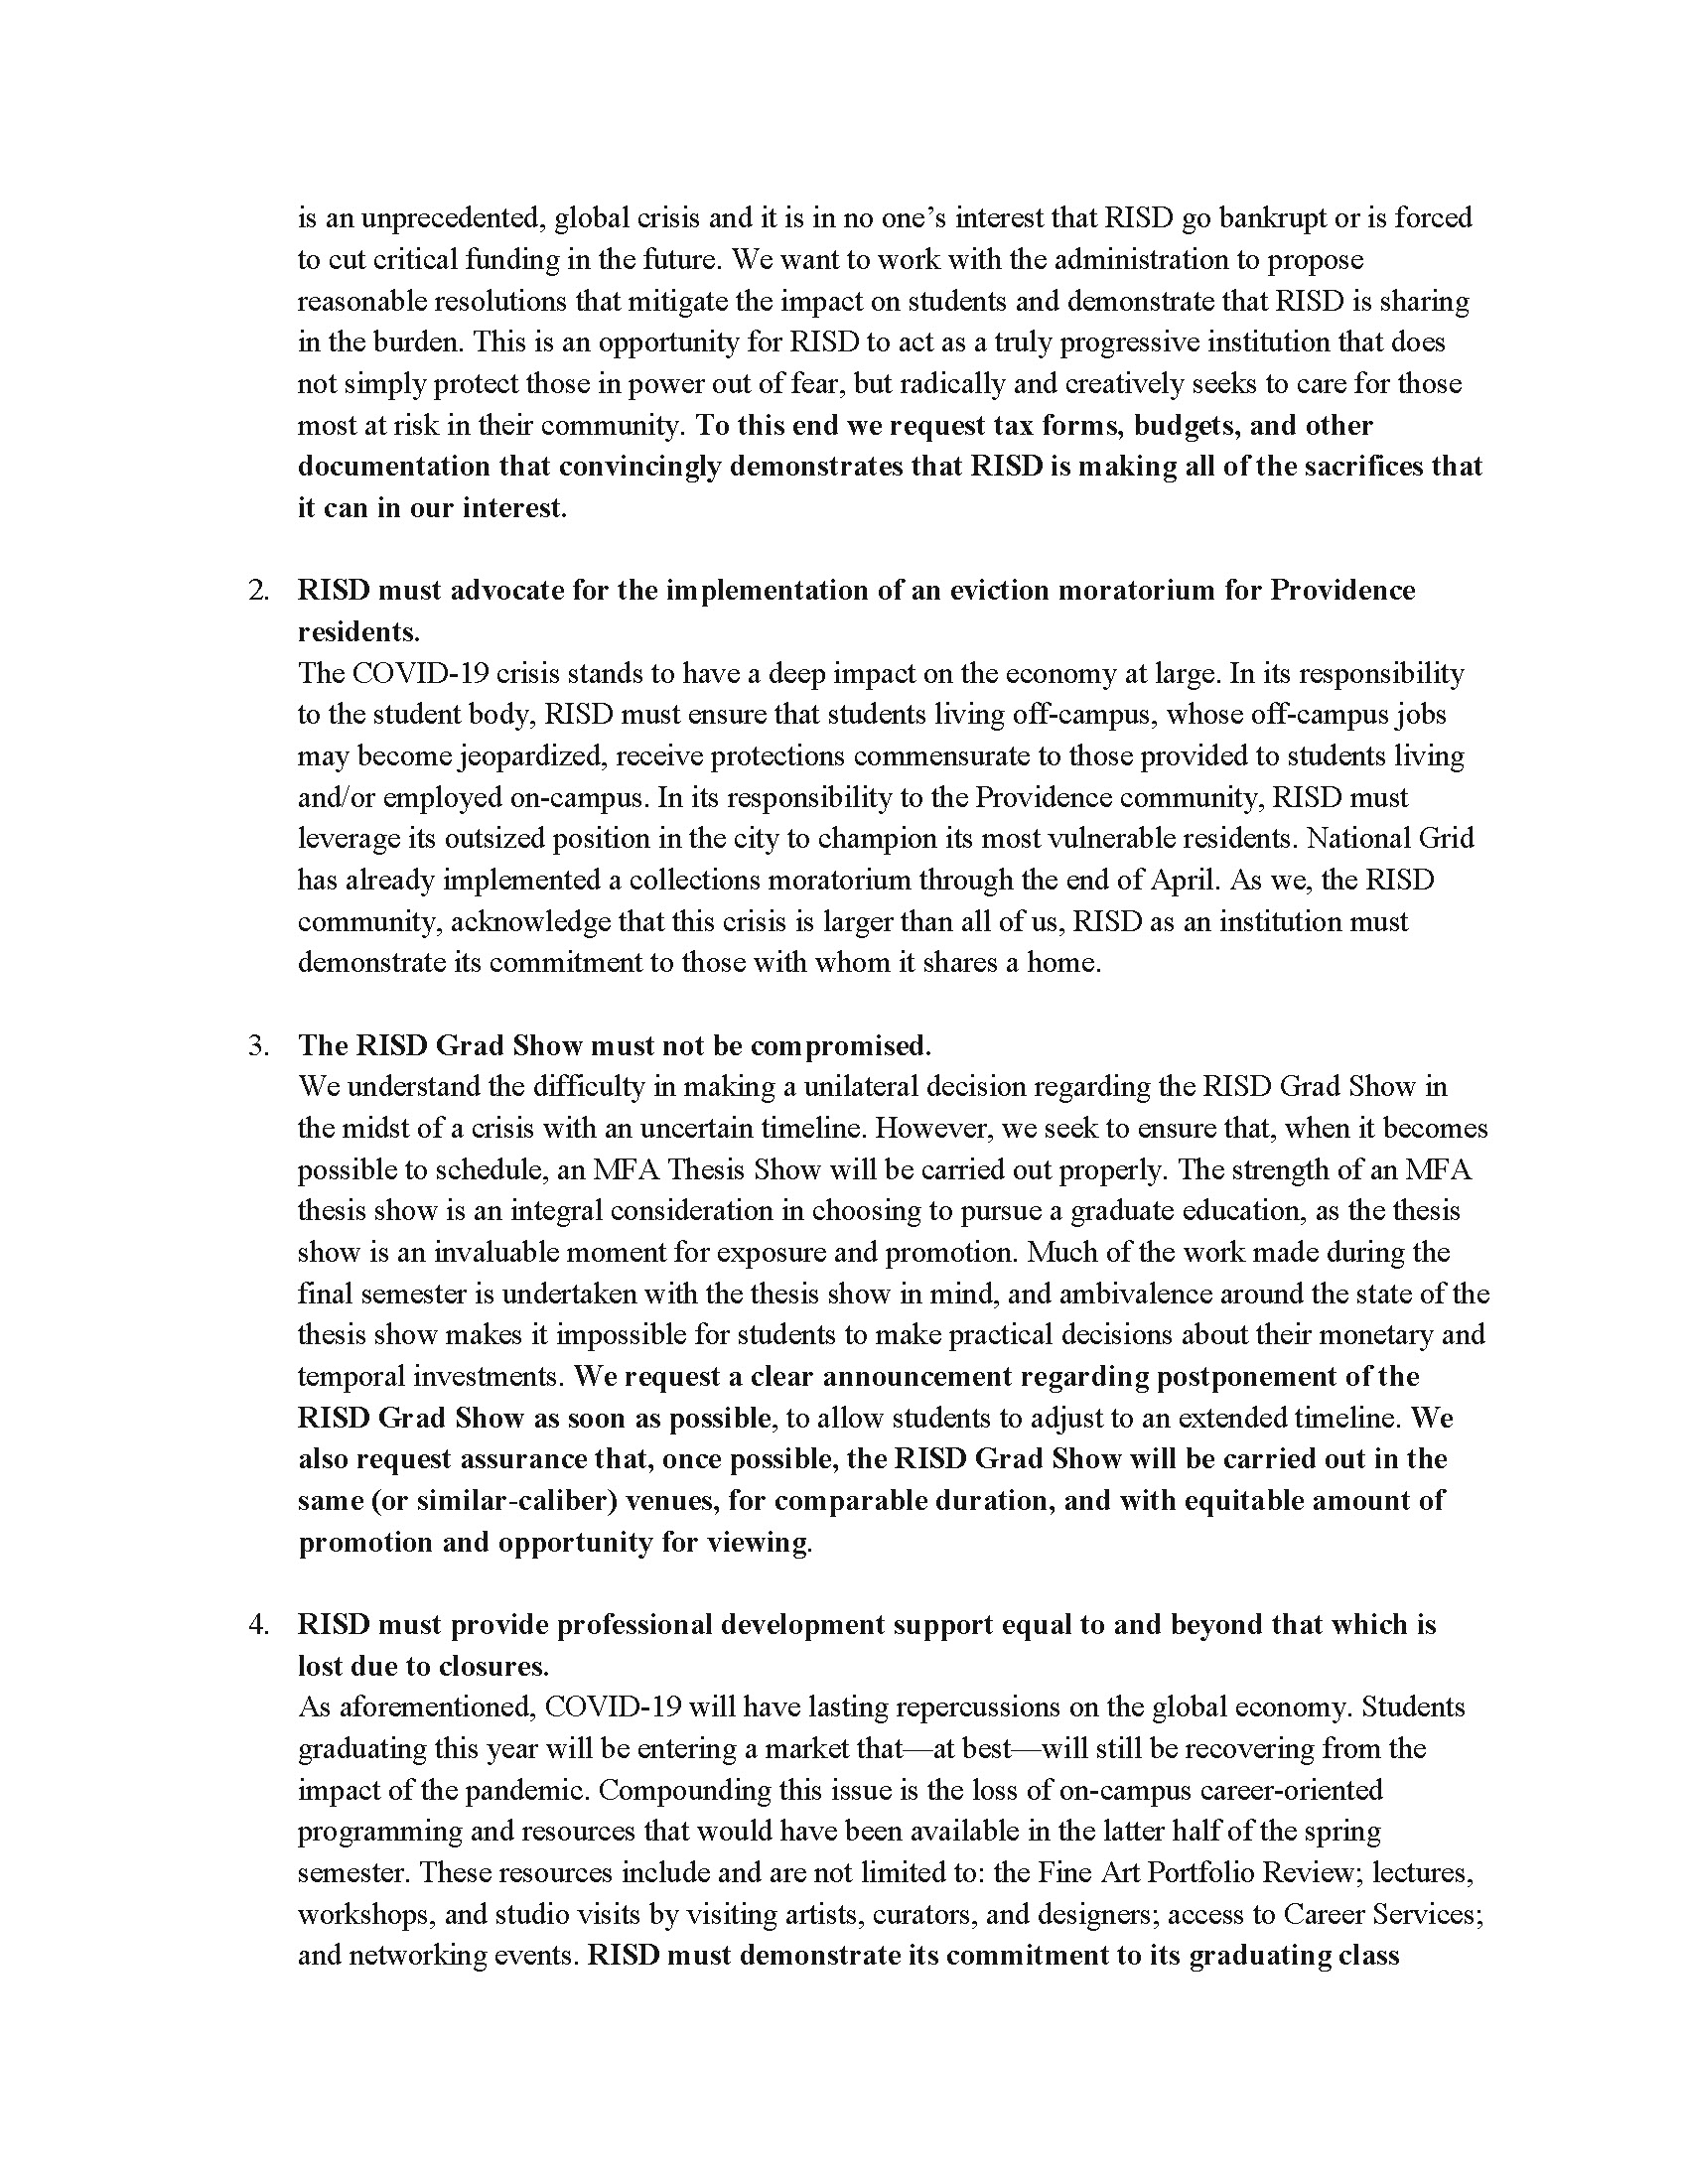 is an unprecedented, global crisis and it is in no one’s interest that RISD go bankrupt or is forced
to cut critical funding in the future. We want to work with the administration to propose
reasonable resolutions that mitigate the impact on students and demonstrate that RISD is sharing
in the burden. This is an opportunity for RISD to act as a truly progressive institution that does
not simply protect those in power out of fear, but radically and creatively seeks to care for those
most at risk in their community. To this end we request tax forms, budgets, and other
documentation that convincingly demonstrates that RISD is making all of the sacrifices that
it can in our interest.
2. RISD must advocate for the implementation of an eviction moratorium for Providence
residents.
The COVID-19 crisis stands to have a deep impact on the economy at large. In its responsibility
to the student body, RISD must ensure that students living off-campus, whose off-campus jobs
may become jeopardized, receive protections commensurate to those provided to students living
and/or employed on-campus. In its responsibility to the Providence community, RISD must
leverage its outsized position in the city to champion its most vulnerable residents. National Grid
has already implemented a collections moratorium through the end of April. As we, the RISD
community, acknowledge that this crisis is larger than all of us, RISD as an institution must
demonstrate its commitment to those with whom it shares a home.
3. The RISD Grad Show must not be compromised.
We understand the difficulty in making a unilateral decision regarding the RISD Grad Show in
the midst of a crisis with an uncertain timeline. However, we seek to ensure that, when it becomes
possible to schedule, an MFA Thesis Show will be carried out properly. The strength of an MFA
thesis show is an integral consideration in choosing to pursue a graduate education, as the thesis
show is an invaluable moment for exposure and promotion. Much of the work made during the
final semester is undertaken with the thesis show in mind, and ambivalence around the state of the
thesis show makes it impossible for students to make practical decisions about their monetary and
temporal investments. We request a clear announcement regarding postponement of the
RISD Grad Show as soon as possible, to allow students to adjust to an extended timeline. We
also request assurance that, once possible, the RISD Grad Show will be carried out in the
same (or similar-caliber) venues, for comparable duration, and with equitable amount of
promotion and opportunity for viewing.
4. RISD must provide professional development support equal to and beyond that which is
lost due to closures.
As aforementioned, COVID-19 will have lasting repercussions on the global economy. Students
graduating this year will be entering a market that—at best—will still be recovering from the
impact of the pandemic. Compounding this issue is the loss of on-campus career-oriented
programming and resources that would have been available in the latter half of the spring
semester. These resources include and are not limited to: the Fine Art Portfolio Review; lectures,
workshops, and studio visits by visiting artists, curators, and designers; access to Career Services;
and networking events. RISD must demonstrate its commitment to its graduating class